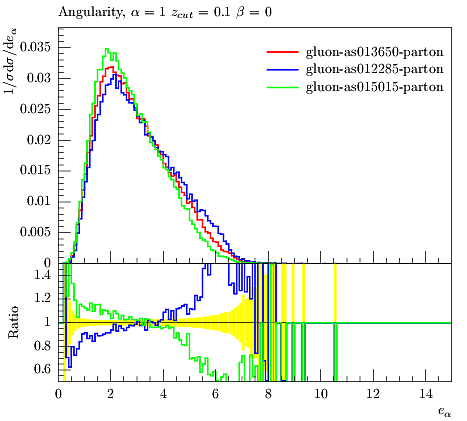 Angularity, α = 1 z_cut = 0.1 β = 0
1/σ dσ/de_α
0.035
0.03
0.025
0.02
0.015
0.01
0.005
0
gluon-as013650-parton
gluon-as012285-parton
gluon-as015015-parton
Ratio
1.4
1.2
1
0.8
0.6
0 2 4 6 8 10 12 14
e_α